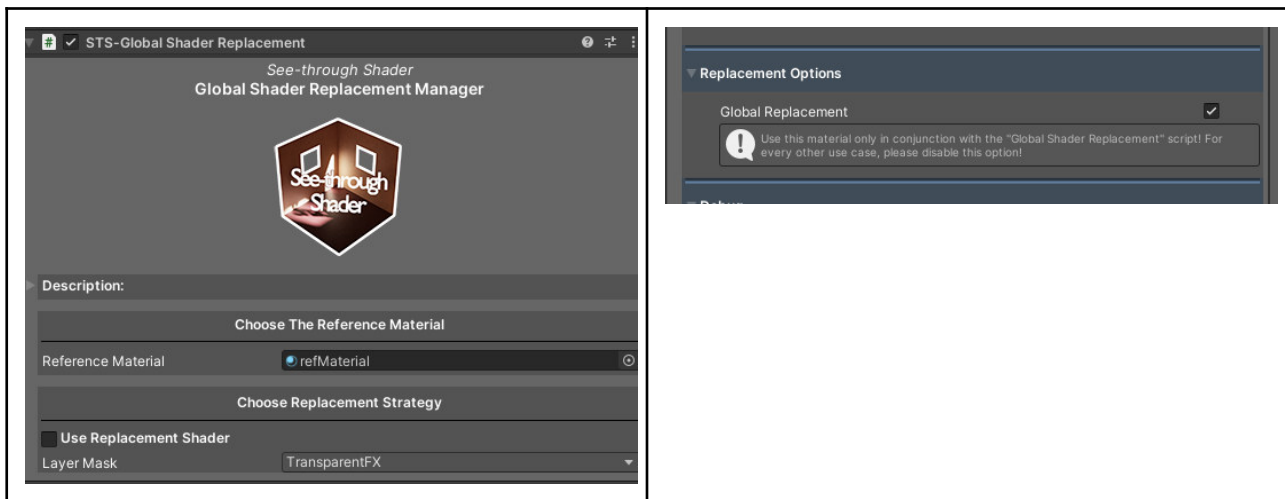 # STS-Global Shader Replacement
See-through Shader
Global Shader Replacement Manager
See-through
Shader
Description:
Choose The Reference Material
Reference Material refMaterial
Choose Replacement Strategy
Use Replacement Shader
Layer Mask TransparentFX
Replacement Options
Global Replacement
Use this material only in conjunction with the "Global Shader Replacement" script! For
every other use case, please disable this option!